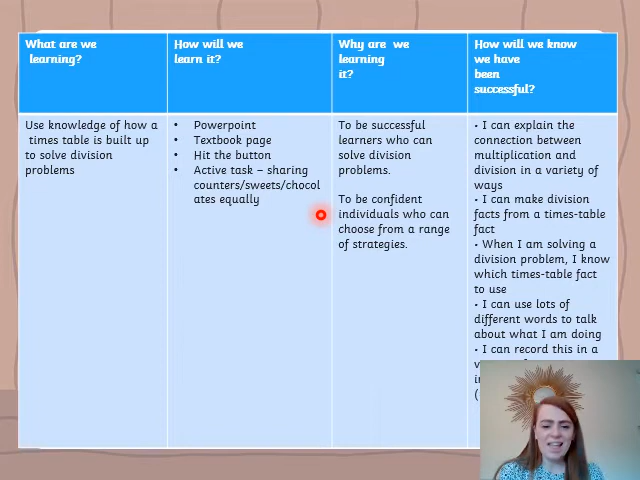 What are we
learning?
How will we
learn it?
Why are we
learning
it?
How will we know
we have
been
successful?
Use knowledge of how a
times table is built up
to solve division
problems
• Powerpoint
• Textbook page
• Hit the button
• Active task – sharing
counters/sweets/chocol
ates equally
To be successful
learners who can
solve division
problems.
To be confident
individuals who can
choose from a range
of strategies.
• I can explain the
connection between
multiplication and
division in a variety of
ways
• I can make division
facts from a times-table
fact
• When I am solving a
division problem, I know
which times-table fact
to use
• I can use lots of
different words to talk
about what I am doing
• I can record this in a